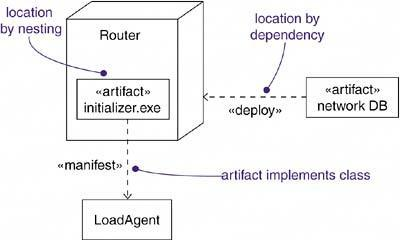 location
by nesting
Router
location by
dependency
«artifact»
initializer.exe
«artifact»
network DB
«deploy»
«manifest»
artifact implements class
LoadAgent